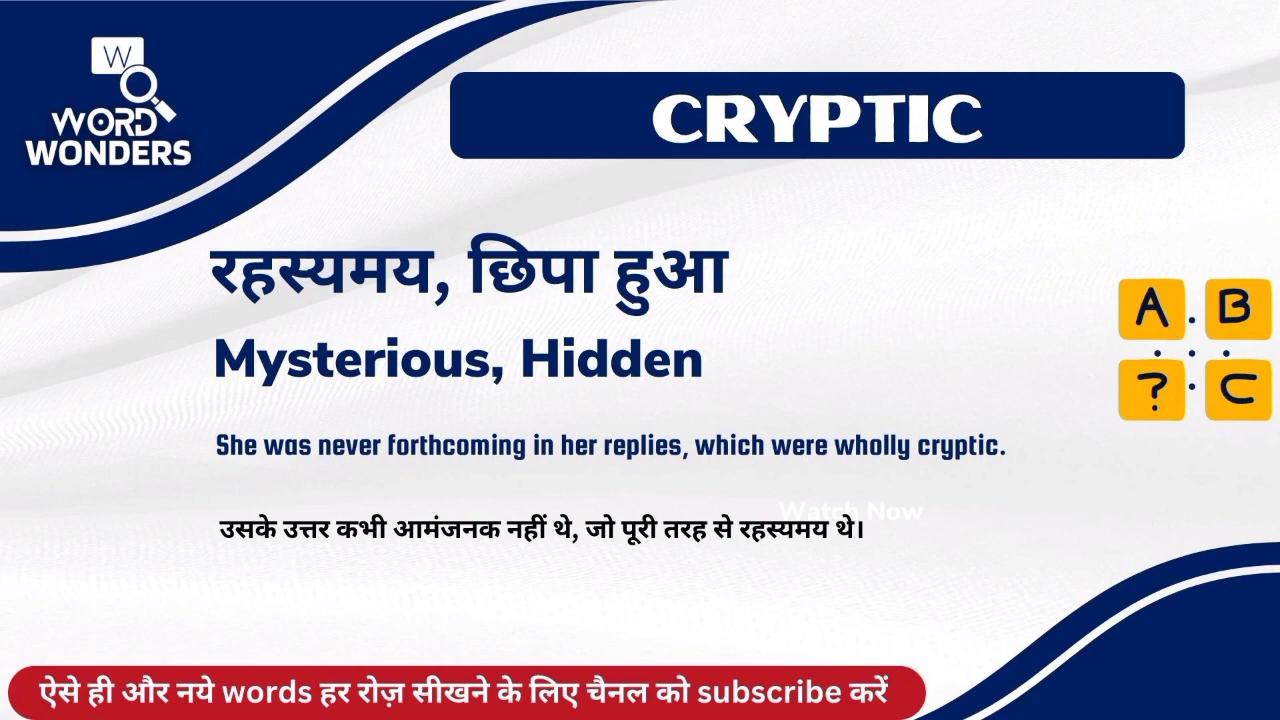 W
WORD
WONDERS
CRYPTIC
रहस्यमय, छिपा हुआ
Mysterious, Hidden
A B
? C
She was never forthcoming in her replies, which were wholly cryptic.
Watch Now
उसके उत्तर कभी आमंजनक नहीं थे, जो पूरी तरह से रहस्यमय थे।
ऐसे ही और नये words हर रोज़ सीखने के लिए चैनल को subscribe करें